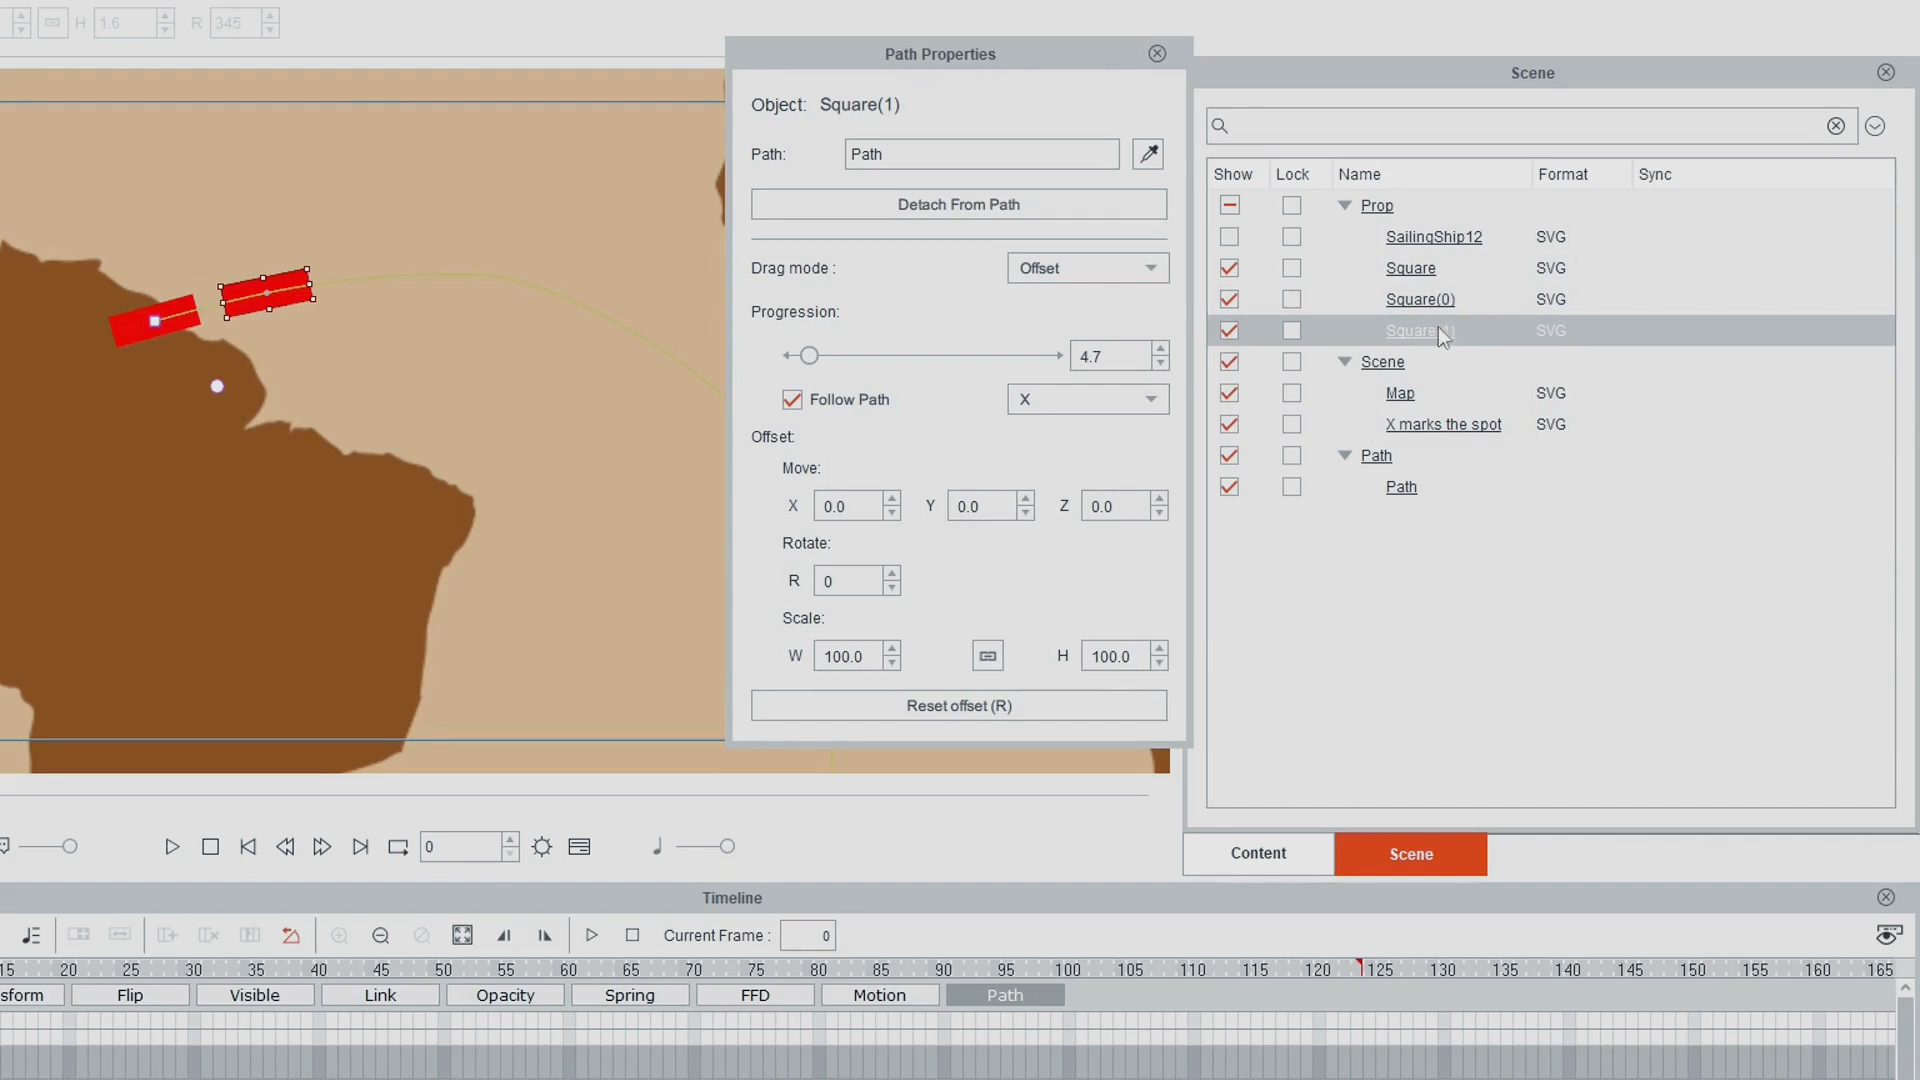 H 1.6 R 345
Path Properties
Object: Square(1)
Path: Path
Detach From Path
Drag mode : Offset
Progression:
4.7
Follow Path X
Offset:
Move:
X 0.0 Y 0.0 Z 0.0
Rotate:
R 0
Scale:
W 100.0 H 100.0
Reset offset (R)
Scene
Show Lock Name Format Sync
Prop
SailingShip12 SVG
Square SVG
Square(0) SVG
Square SVG
Scene
Map SVG
X marks the spot SVG
Path
Path
Content Scene
0
Timeline
Current Frame : 0
15 20 25 30 35 40 45 50 55 60 65 70 75 80 85 90 95 100 105 110 115 120 125 130 135 140 145 150 155 160 165
sform Flip Visible Link Opacity Spring FFD Motion Path